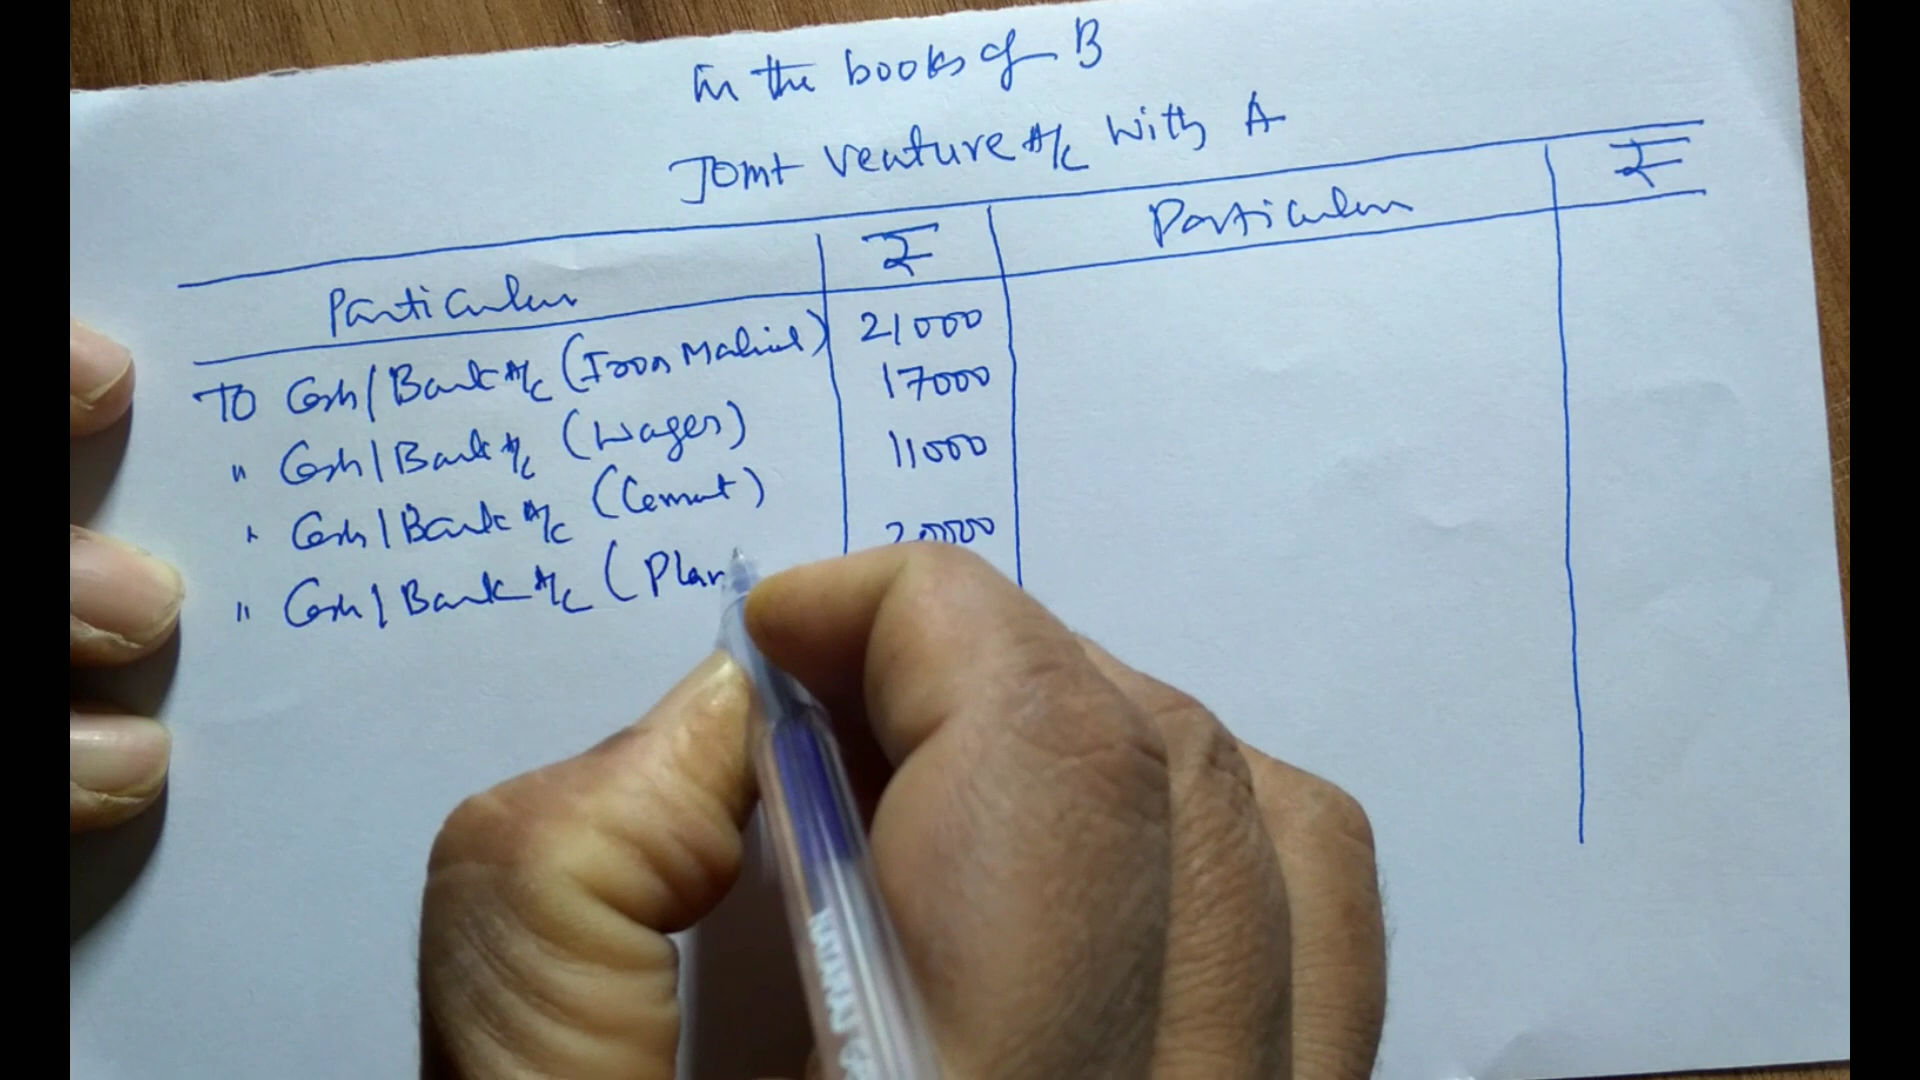 In the books of B
Joint Venture A/c With A
Particulars ₹ Particulars ₹
To Cash/Bank A/c (Iron Material) 21000
" Cash/Bank A/c (Wages) 17000
" Cash/Bank A/c (Cement) 11000
" Cash/Bank A/c (Plan 20000
NATARAJ